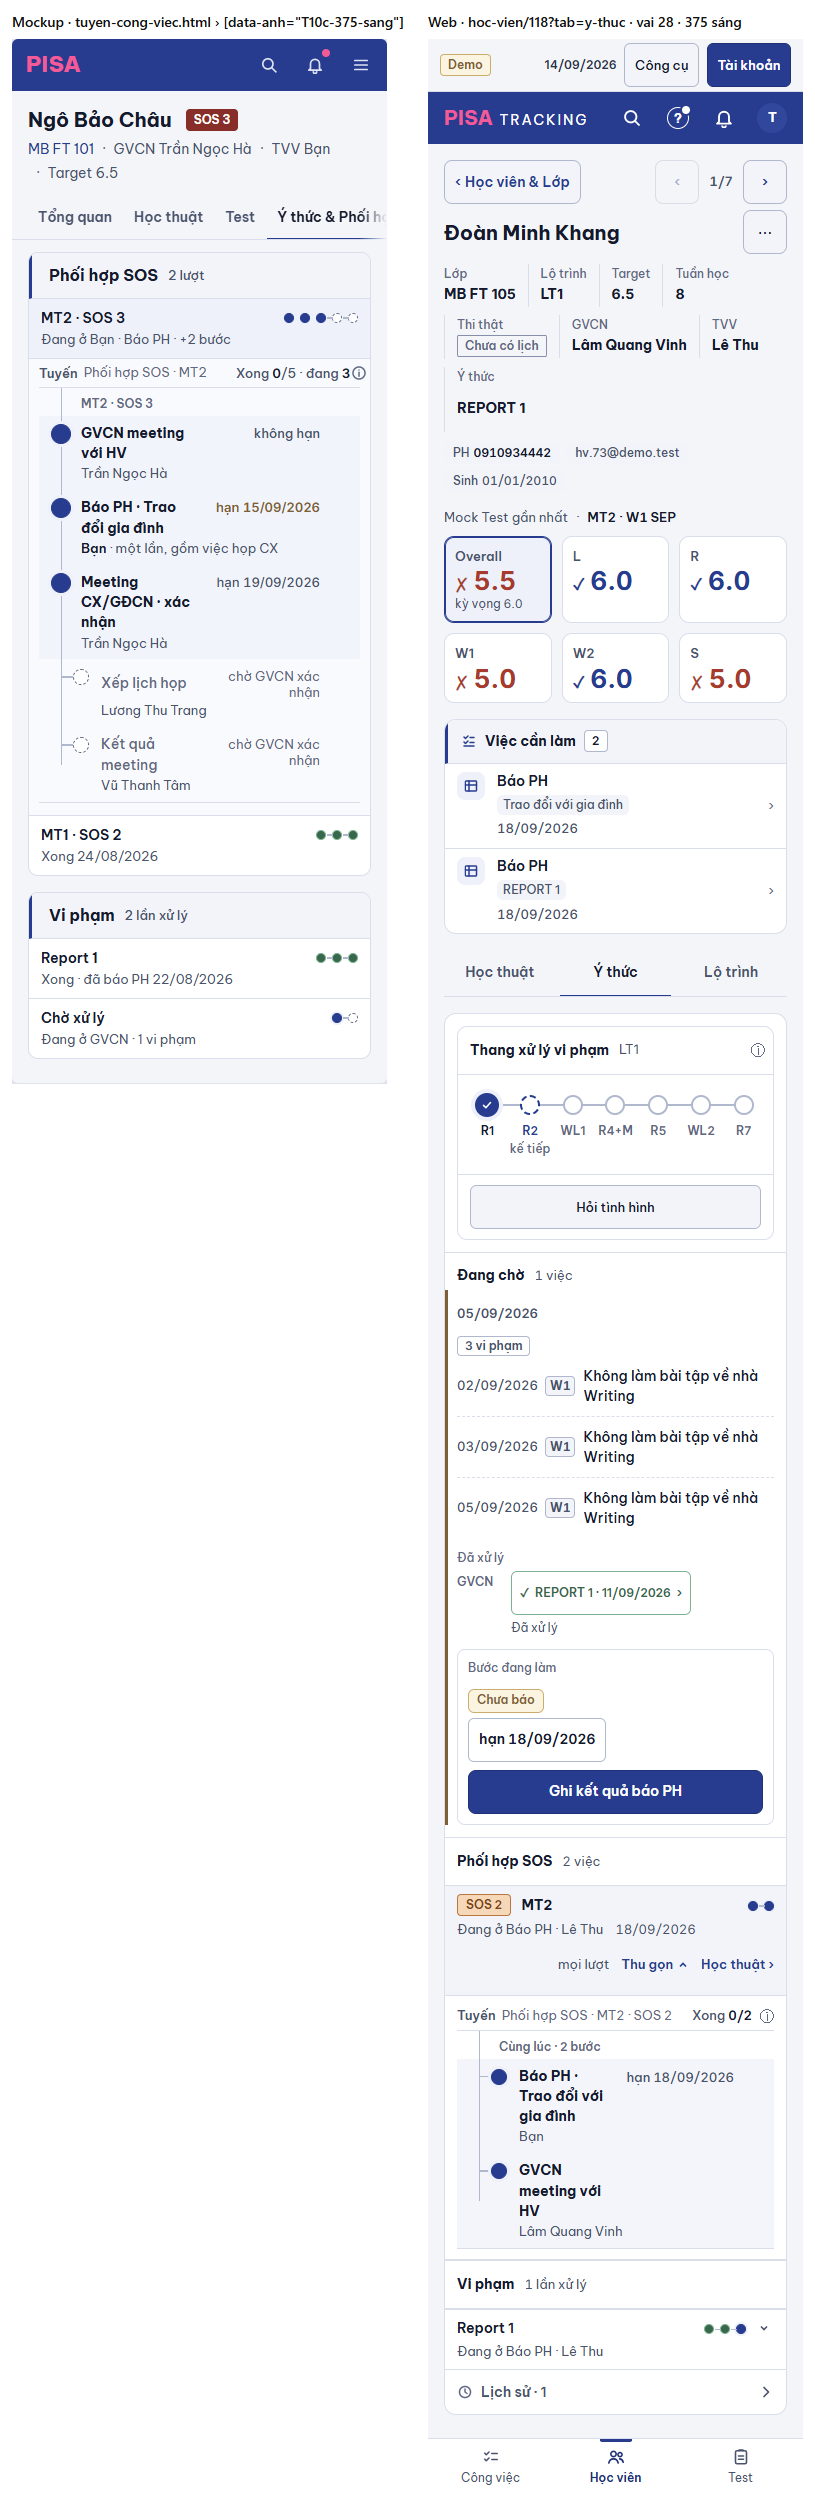 Mockup · tuyen-cong-viec.html › [data-anh="T10c-375-sang"]
PISA
Ngô Bảo Châu SOS 3
MB FT 101 · GVCN Trần Ngọc Hà · TVV Bạn
· Target 6.5
Tổng quan Học thuật Test Ý thức & Phối
Phối hợp SOS 2 lượt
MT2 · SOS 3
Đang ở Bạn · Báo PH · +2 bước
Tuyến Phối hợp SOS · MT2 Xong 0/5 · đang 3
MT2 · SOS 3
GVCN meeting với HV không hạn
Trần Ngọc Hà
Báo PH · Trao đổi gia đình hạn 15/09/2026
Bạn · một lần, gồm việc họp CX
Meeting CX/GĐCN · xác nhận hạn 19/09/2026
Trần Ngọc Hà
Xếp lịch họp chờ GVCN xác nhận
Lương Thu Trang
Kết quả meeting chờ GVCN xác nhận
Vũ Thanh Tâm
MT1 · SOS 2
Xong 24/08/2026
Vi phạm 2 lần xử lý
Report 1
Xong · đã báo PH 22/08/2026
Chờ xử lý
Đang ở GVCN · 1 vi phạm
Web · hoc-vien/118?tab=y-thuc · vai 28 · 375 sáng
Demo 14/09/2026 Công cụ Tài khoản
PISA TRACKING ? T
‹ Học viên & Lớp ‹ 1/7 ›
Đoàn Minh Khang ...
Lớp Lộ trình Target Tuần học
MB FT 105 LT1 6.5 8
Thi thật GVCN TVV
Chưa có lịch Lâm Quang Vinh Lê Thu
Ý thức
REPORT 1
PH 0910934442 hv.73@demo.test
Sinh 01/01/2010
Mock Test gần nhất · MT2 · W1 SEP
Overall L R
✗ 5.5 ✓ 6.0 ✓ 6.0
kỳ vọng 6.0
W1 W2 S
✗ 5.0 ✓ 6.0 ✗ 5.0
Việc cần làm 2
Báo PH
Trao đổi với gia đình ›
18/09/2026
Báo PH
REPORT 1 ›
18/09/2026
Học thuật Ý thức Lộ trình
Thang xử lý vi phạm LT1
R1 R2 WL1 R4+M R5 WL2 R7
kế tiếp
Hỏi tình hình
Đang chờ 1 việc
05/09/2026
3 vi phạm
02/09/2026 W1 Không làm bài tập về nhà
Writing
03/09/2026 W1 Không làm bài tập về nhà
Writing
05/09/2026 W1 Không làm bài tập về nhà
Writing
Đã xử lý
GVCN ✓ REPORT 1 · 11/09/2026 ›
Đã xử lý
Bước đang làm
Chưa báo
hạn 18/09/2026
Ghi kết quả báo PH
Phối hợp SOS 2 việc
SOS 2 MT2
Đang ở Báo PH · Lê Thu 18/09/2026
mọi lượt Thu gọn Học thuật ›
Tuyến Phối hợp SOS · MT2 · SOS 2 Xong 0/2
Cùng lúc · 2 bước
Báo PH · hạn 18/09/2026
Trao đổi với
gia đình
Bạn
GVCN
meeting với
HV
Lâm Quang Vinh
Vi phạm 1 lần xử lý
Report 1
Đang ở Báo PH · Lê Thu
Lịch sử · 1
Công việc Học viên Test